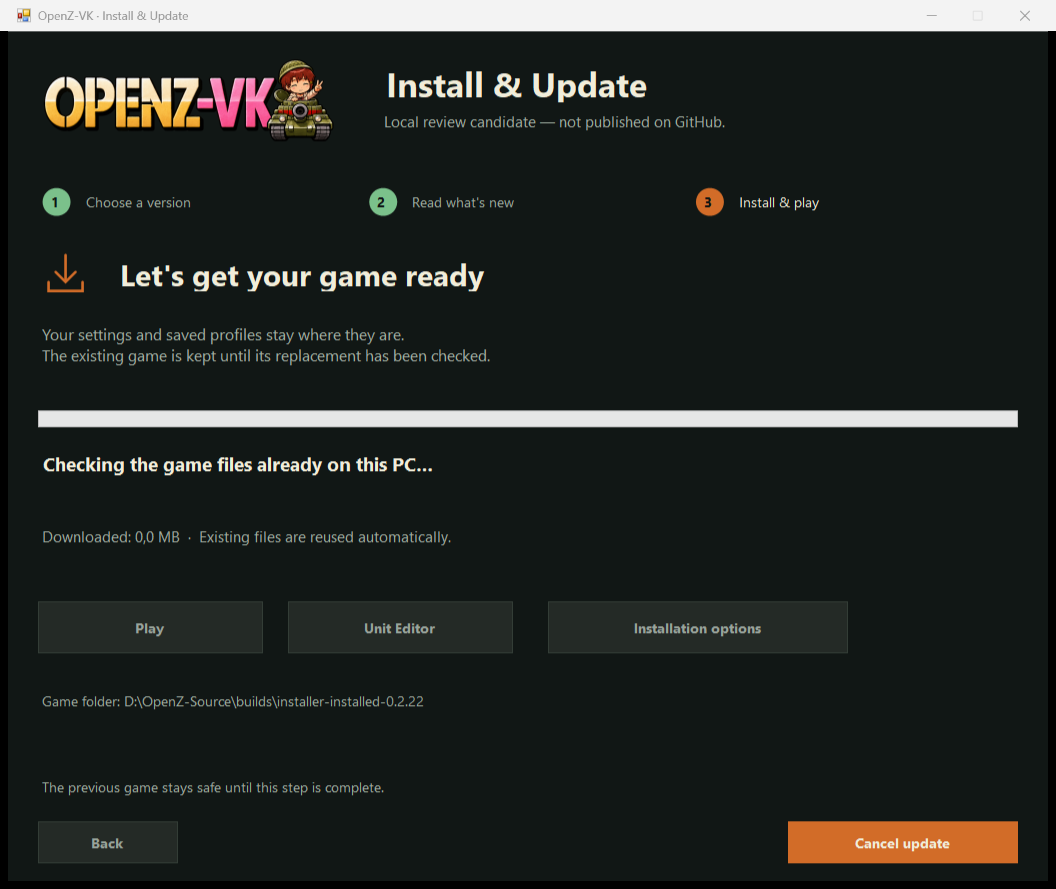 OpenZ-VK · Install & Update
OPENZ-VK
Install & Update
Local review candidate — not published on GitHub.
1 Choose a version
2 Read what's new
3 Install & play
Let's get your game ready
Your settings and saved profiles stay where they are.
The existing game is kept until its replacement has been checked.
Checking the game files already on this PC...
Downloaded: 0,0 MB · Existing files are reused automatically.
Play
Unit Editor
Installation options
Game folder: D:\OpenZ-Source\builds\installer-installed-0.2.22
The previous game stays safe until this step is complete.
Back
Cancel update